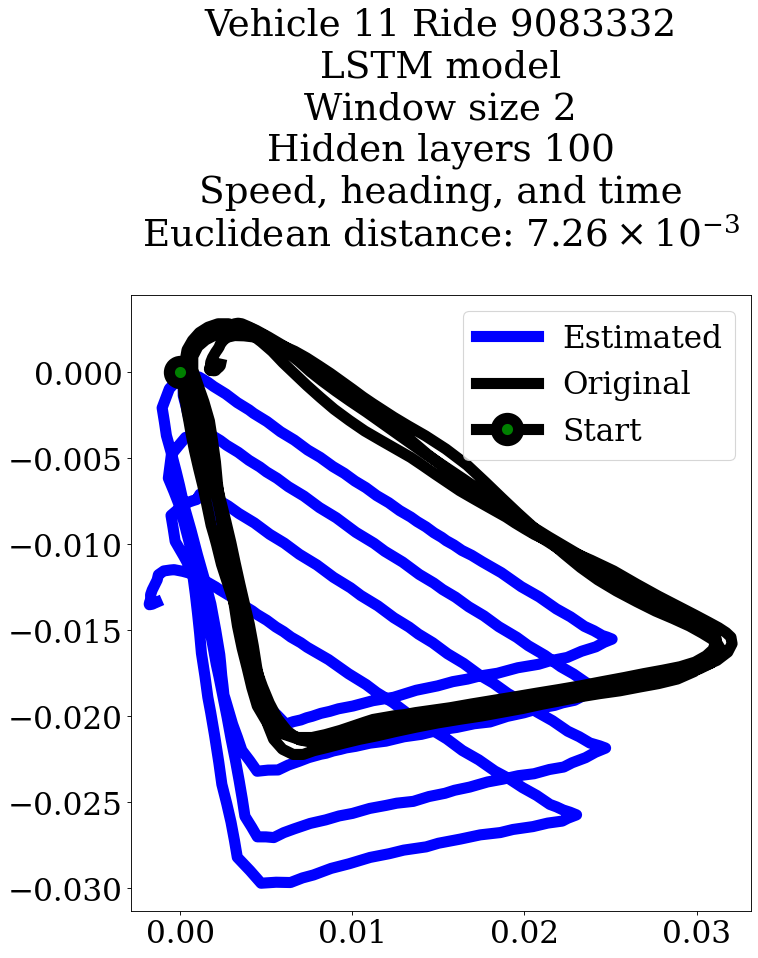 Vehicle 11 Ride 9083332
LSTM model
Window size 2
Hidden layers 100
Speed, heading, and time
Euclidean distance: 7.26 × 10⁻³
Estimated
Original
Start
0.000
−0.005
−0.010
−0.015
−0.020
−0.025
−0.030
0.00 0.01 0.02 0.03